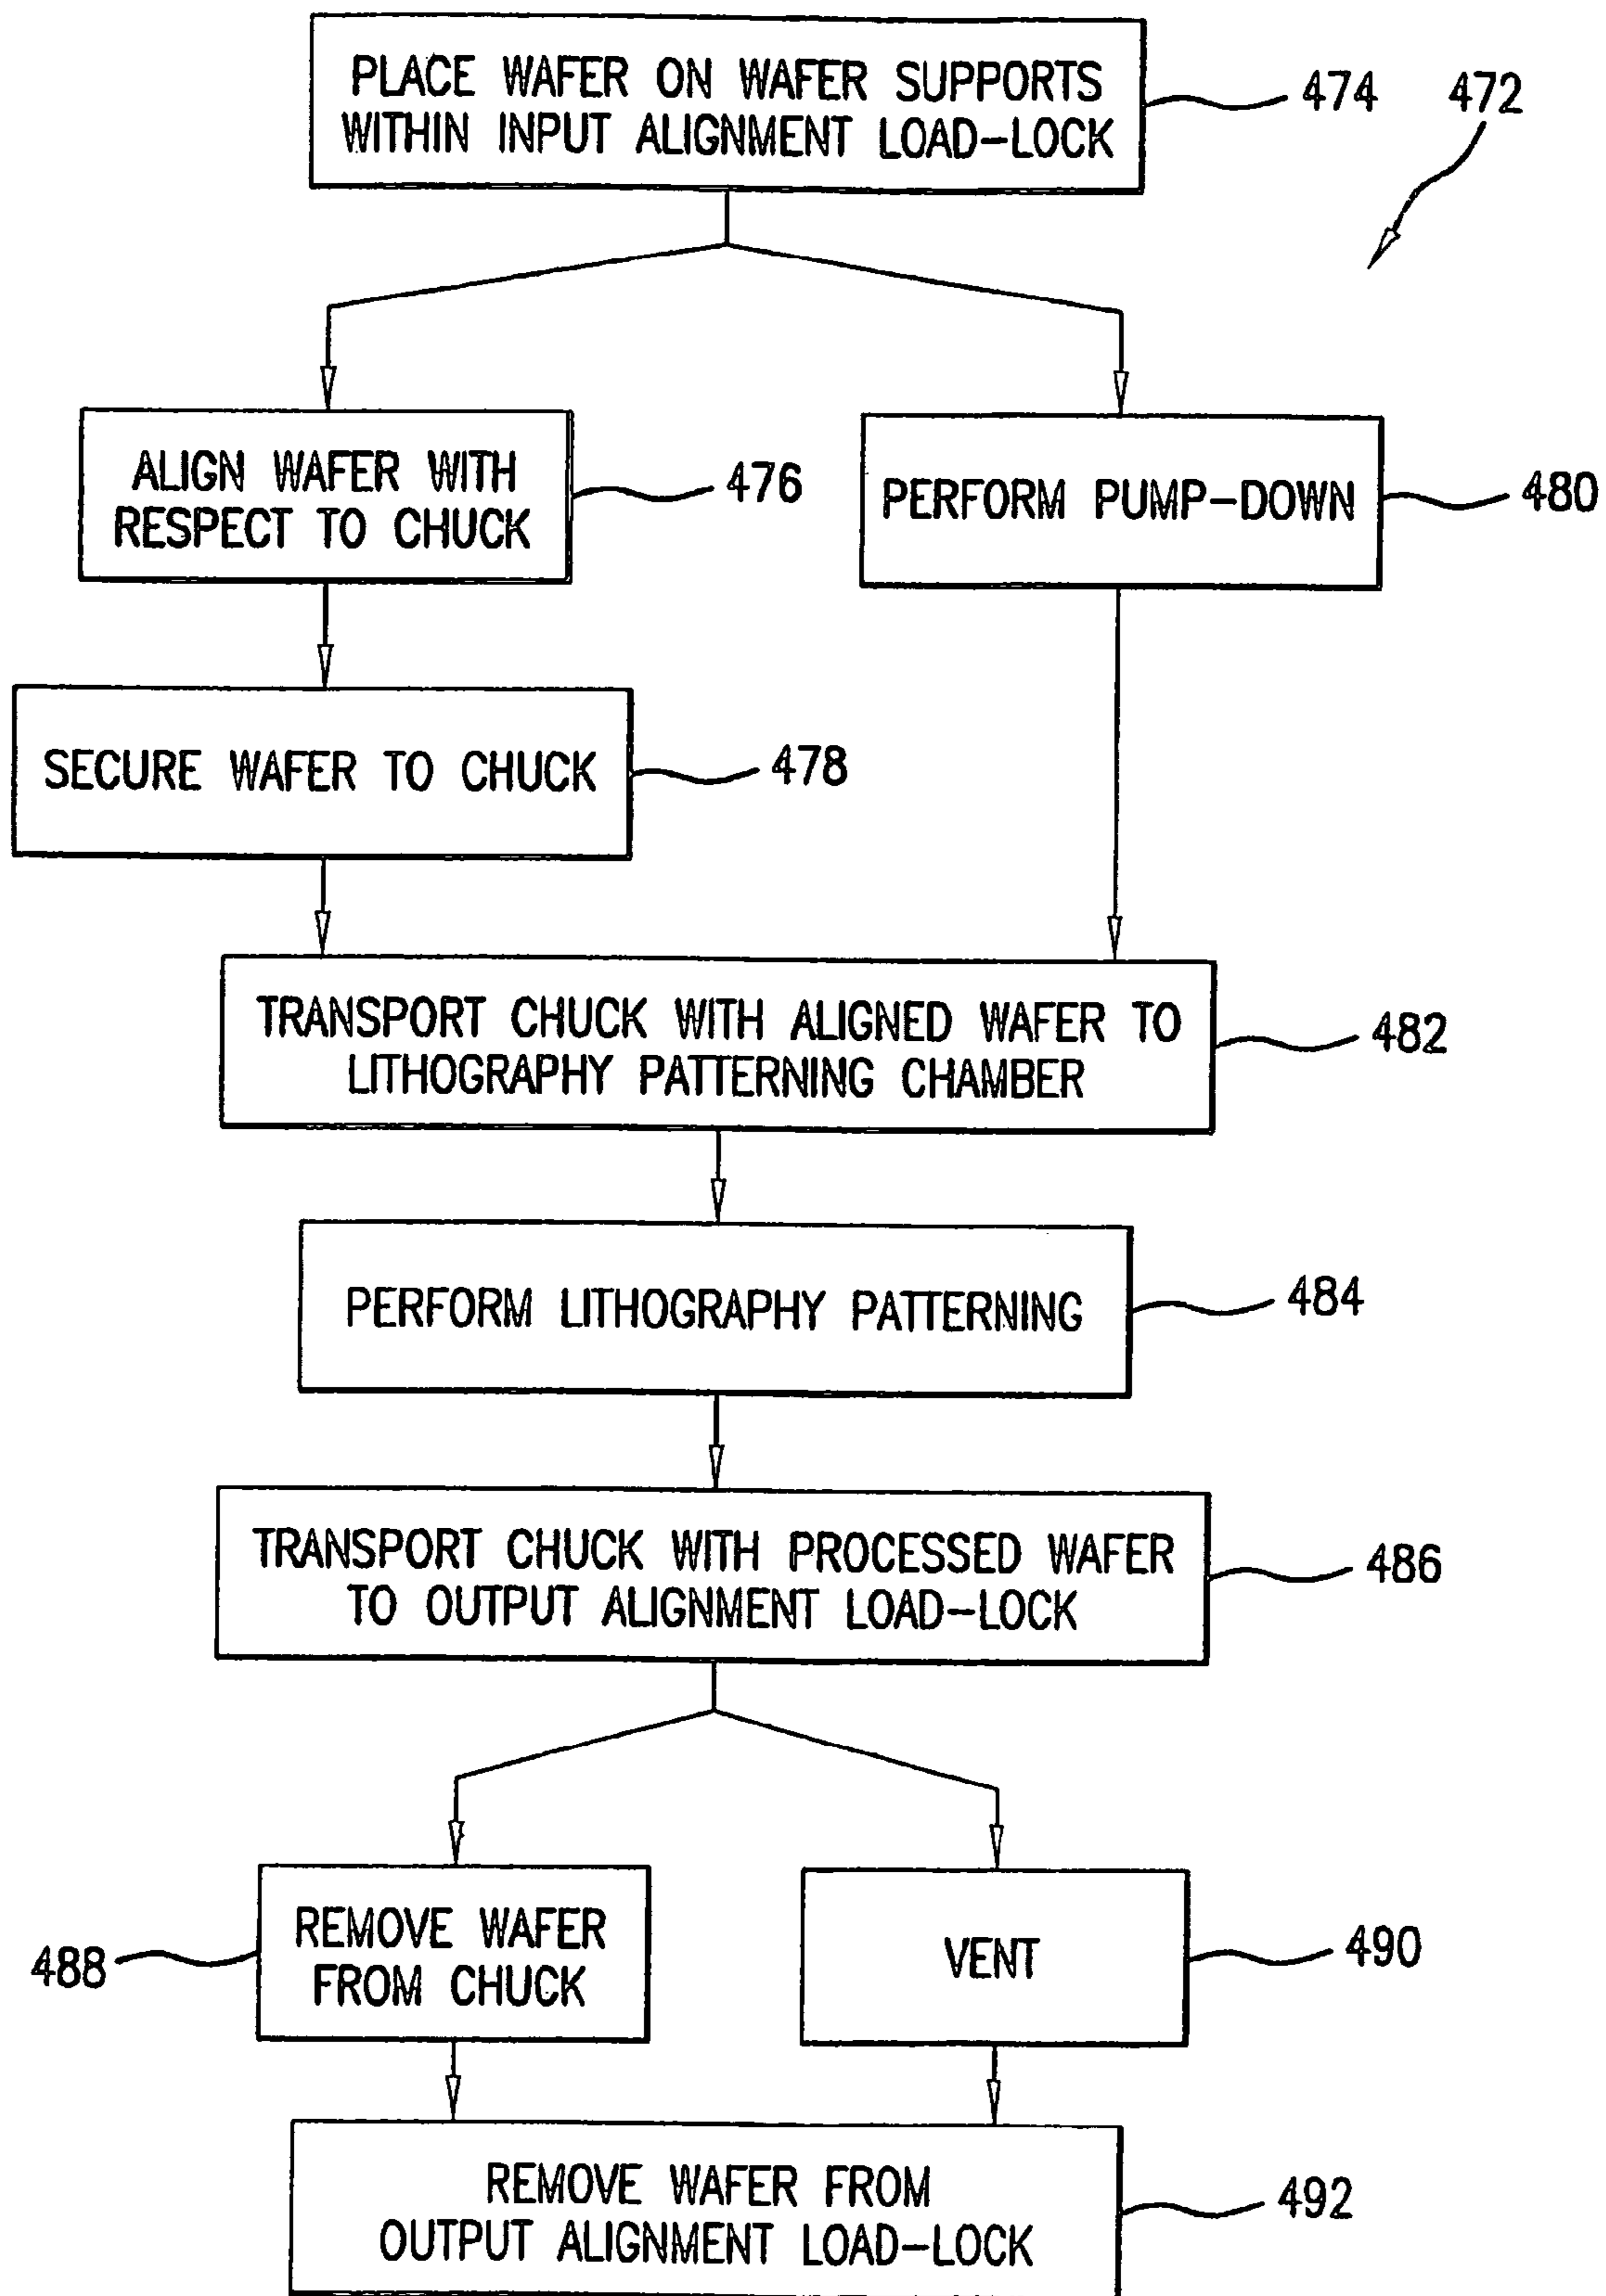 PLACE WAFER ON WAFER SUPPORTS
WITHIN INPUT ALIGNMENT LOAD-LOCK
474
472
ALIGN WAFER WITH
RESPECT TO CHUCK
476
PERFORM PUMP-DOWN
480
SECURE WAFER TO CHUCK
478
TRANSPORT CHUCK WITH ALIGNED WAFER TO
LITHOGRAPHY PATTERNING CHAMBER
482
PERFORM LITHOGRAPHY PATTERNING
484
TRANSPORT CHUCK WITH PROCESSED WAFER
TO OUTPUT ALIGNMENT LOAD-LOCK
486
488
REMOVE WAFER
FROM CHUCK
VENT
490
REMOVE WAFER FROM
OUTPUT ALIGNMENT LOAD-LOCK
492